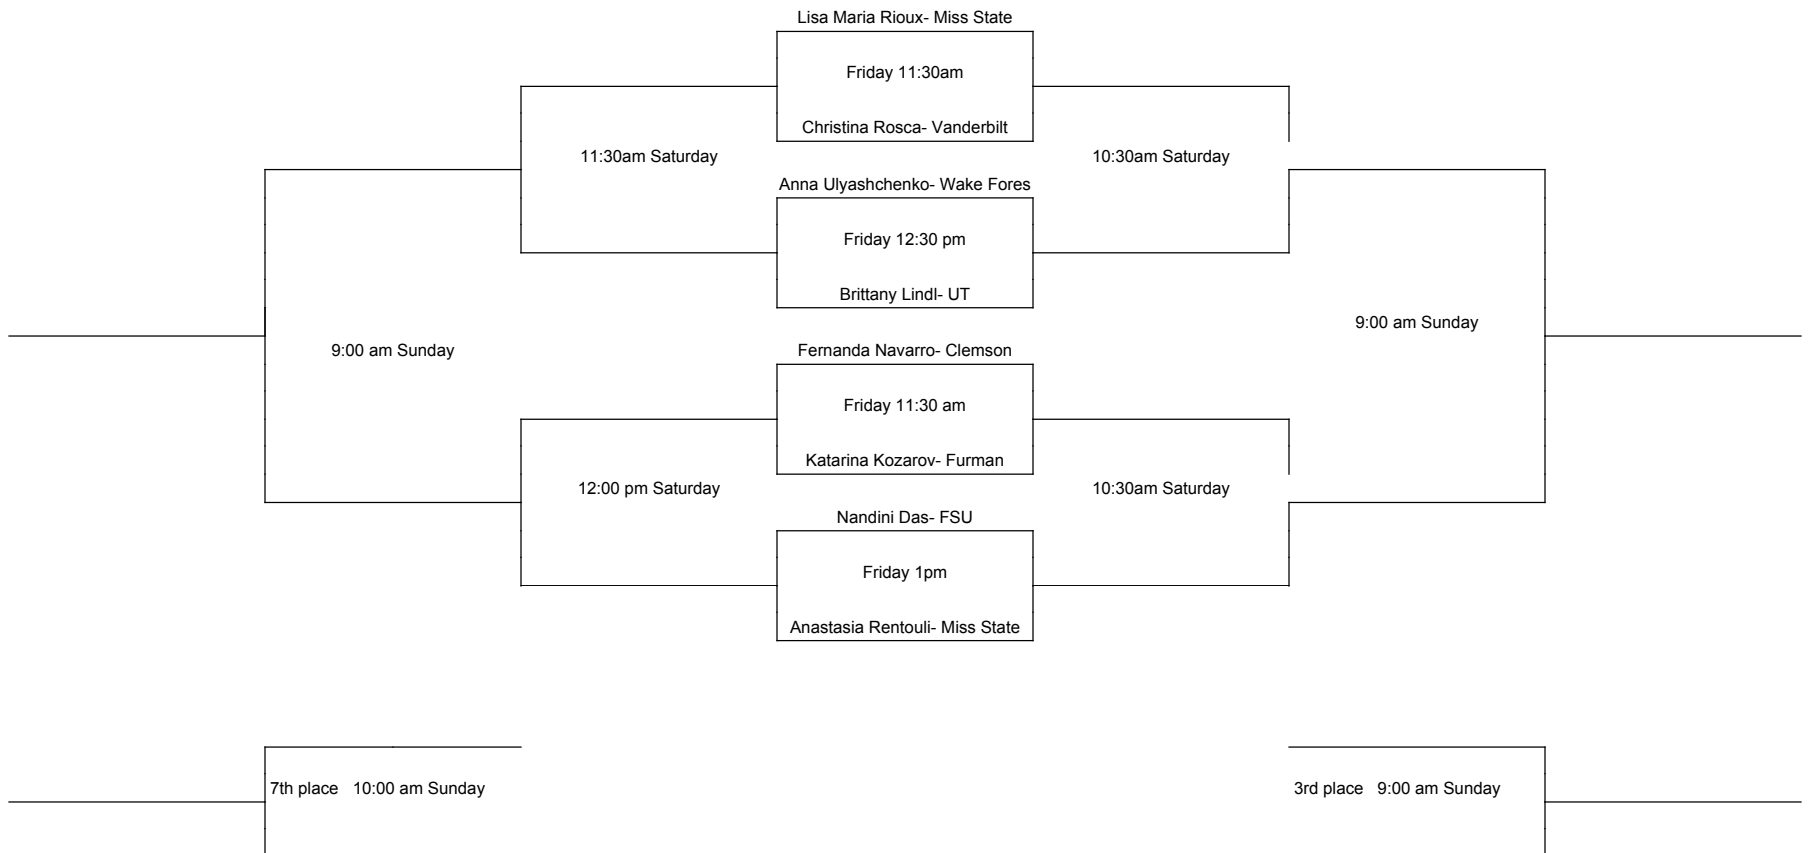 Lisa Maria Rioux- Miss State
Friday 11:30am
Christina Rosca- Vanderbilt
11:30am Saturday
10:30am Saturday
Anna Ulyashchenko- Wake Fores
Friday 12:30 pm
Brittany Lindl- UT
9:00 am Sunday
9:00 am Sunday
Fernanda Navarro- Clemson
Friday 11:30 am
Katarina Kozarov- Furman
12:00 pm Saturday
10:30am Saturday
Nandini Das- FSU
Friday 1pm
Anastasia Rentouli- Miss State
7th place 10:00 am Sunday
3rd place 9:00 am Sunday